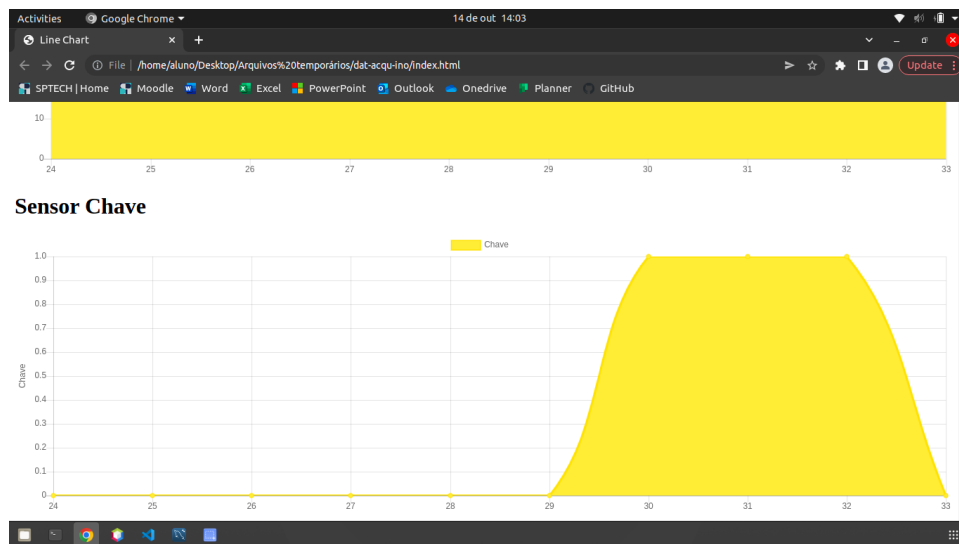 Activities Google Chrome 14 de out 14:03
Line Chart × +
File | /home/aluno/Desktop/Arquivos%20temporários/dat-acqu-ino/index.html Update
SPTECH | Home Moodle Word Excel PowerPoint Outlook Onedrive Planner GitHub
10
0
24 25 26 27 28 29 30 31 32 33
Sensor Chave
Chave
1.0
0.9
0.8
0.7
0.6
0.5
Chave
0.4
0.3
0.2
0.1
0
24 25 26 27 28 29 30 31 32 33